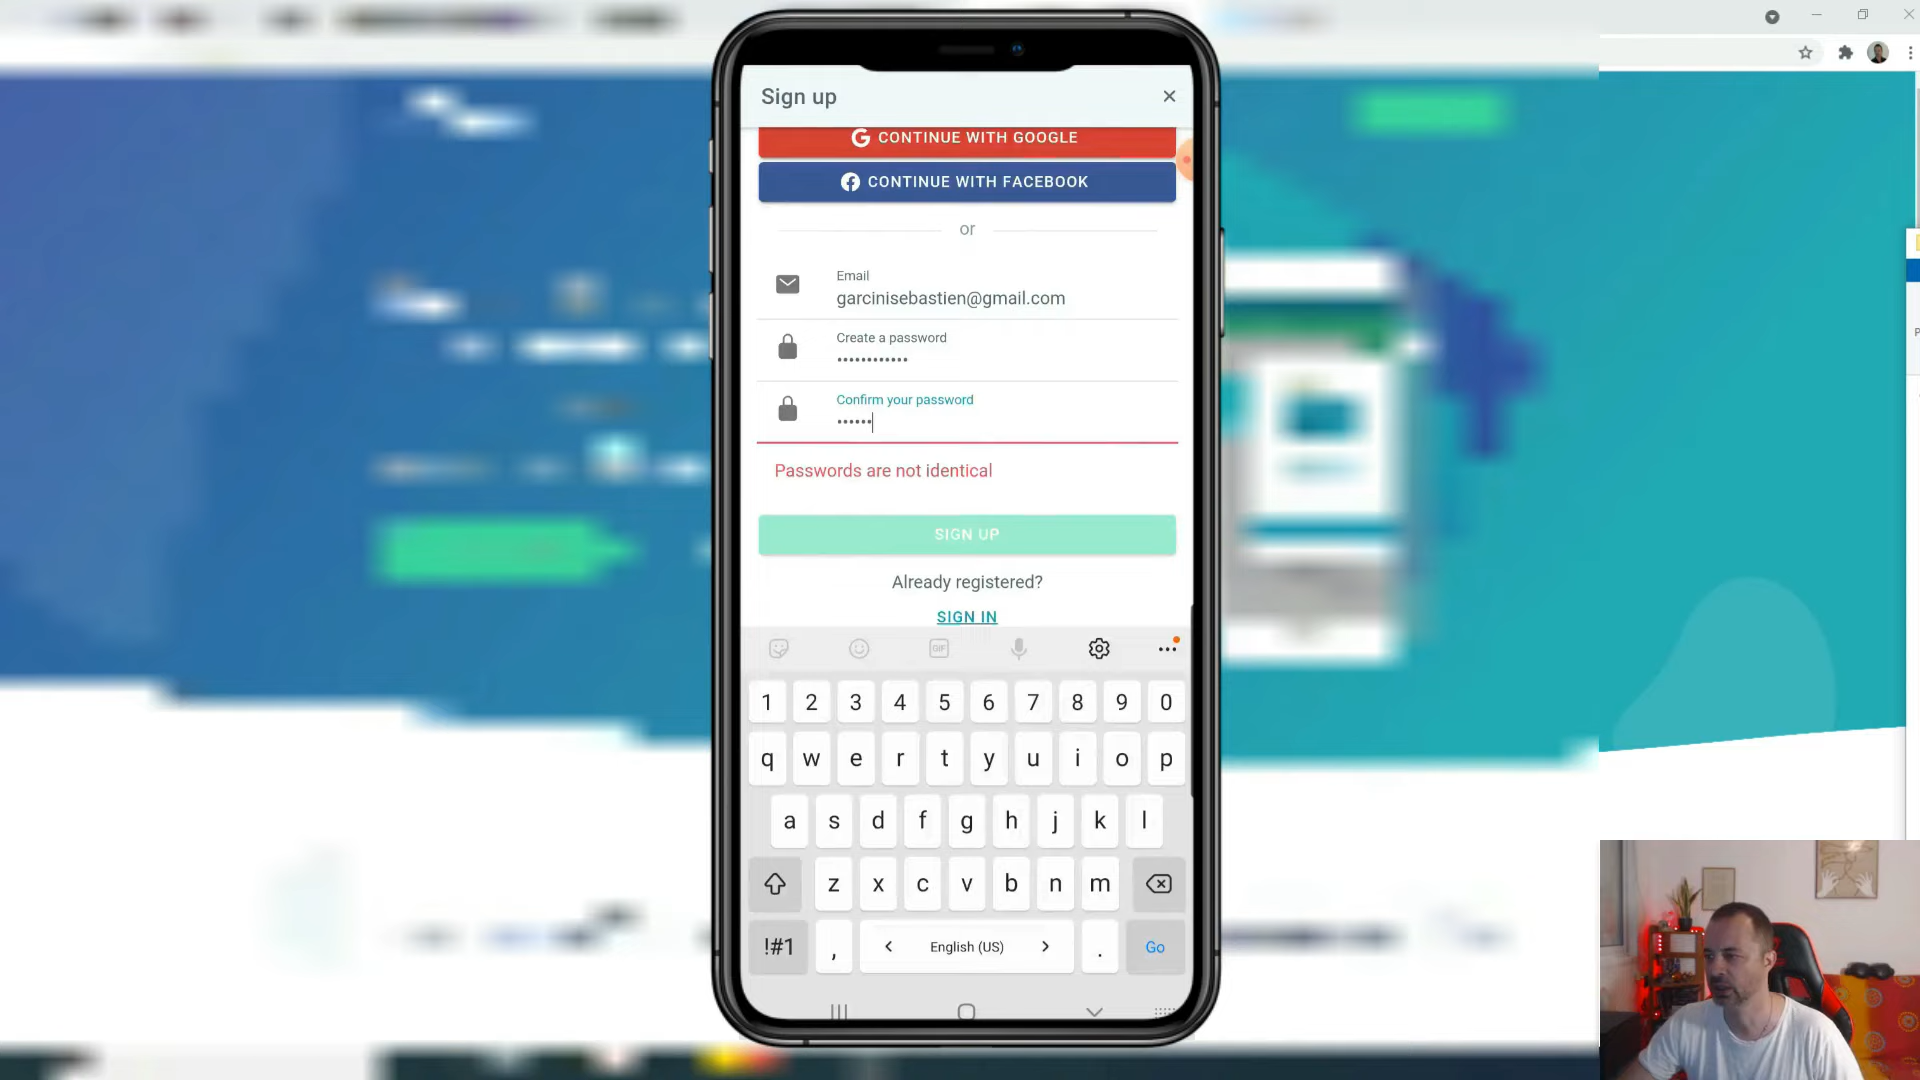 Sign up
CONTINUE WITH GOOGLE
CONTINUE WITH FACEBOOK
or
Email
garcinisebastien@gmail.com
Create a password
••••••••••••
Confirm your password
••••••
Passwords are not identical
SIGN UP
Already registered?
SIGN IN
GIF
1 2 3 4 5 6 7 8 9 0
q w e r t y u i o p
a s d f g h j k l
z x c v b n m
!#1 , < English (US) > . Go